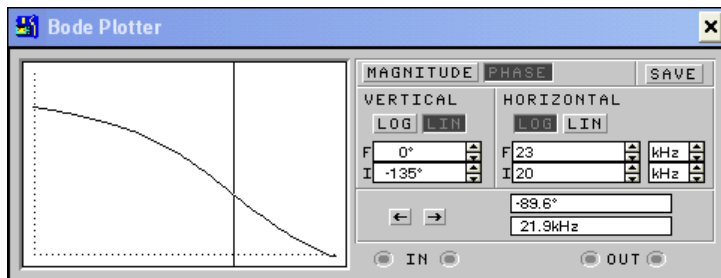 Bode Plotter
MAGNITUDE PHASE SAVE
VERTICAL HORIZONTAL
LOG LIN LOG LIN
F 0° F 23 kHz
I -135° I 20 kHz
-89.6°
21.9kHz
IN OUT